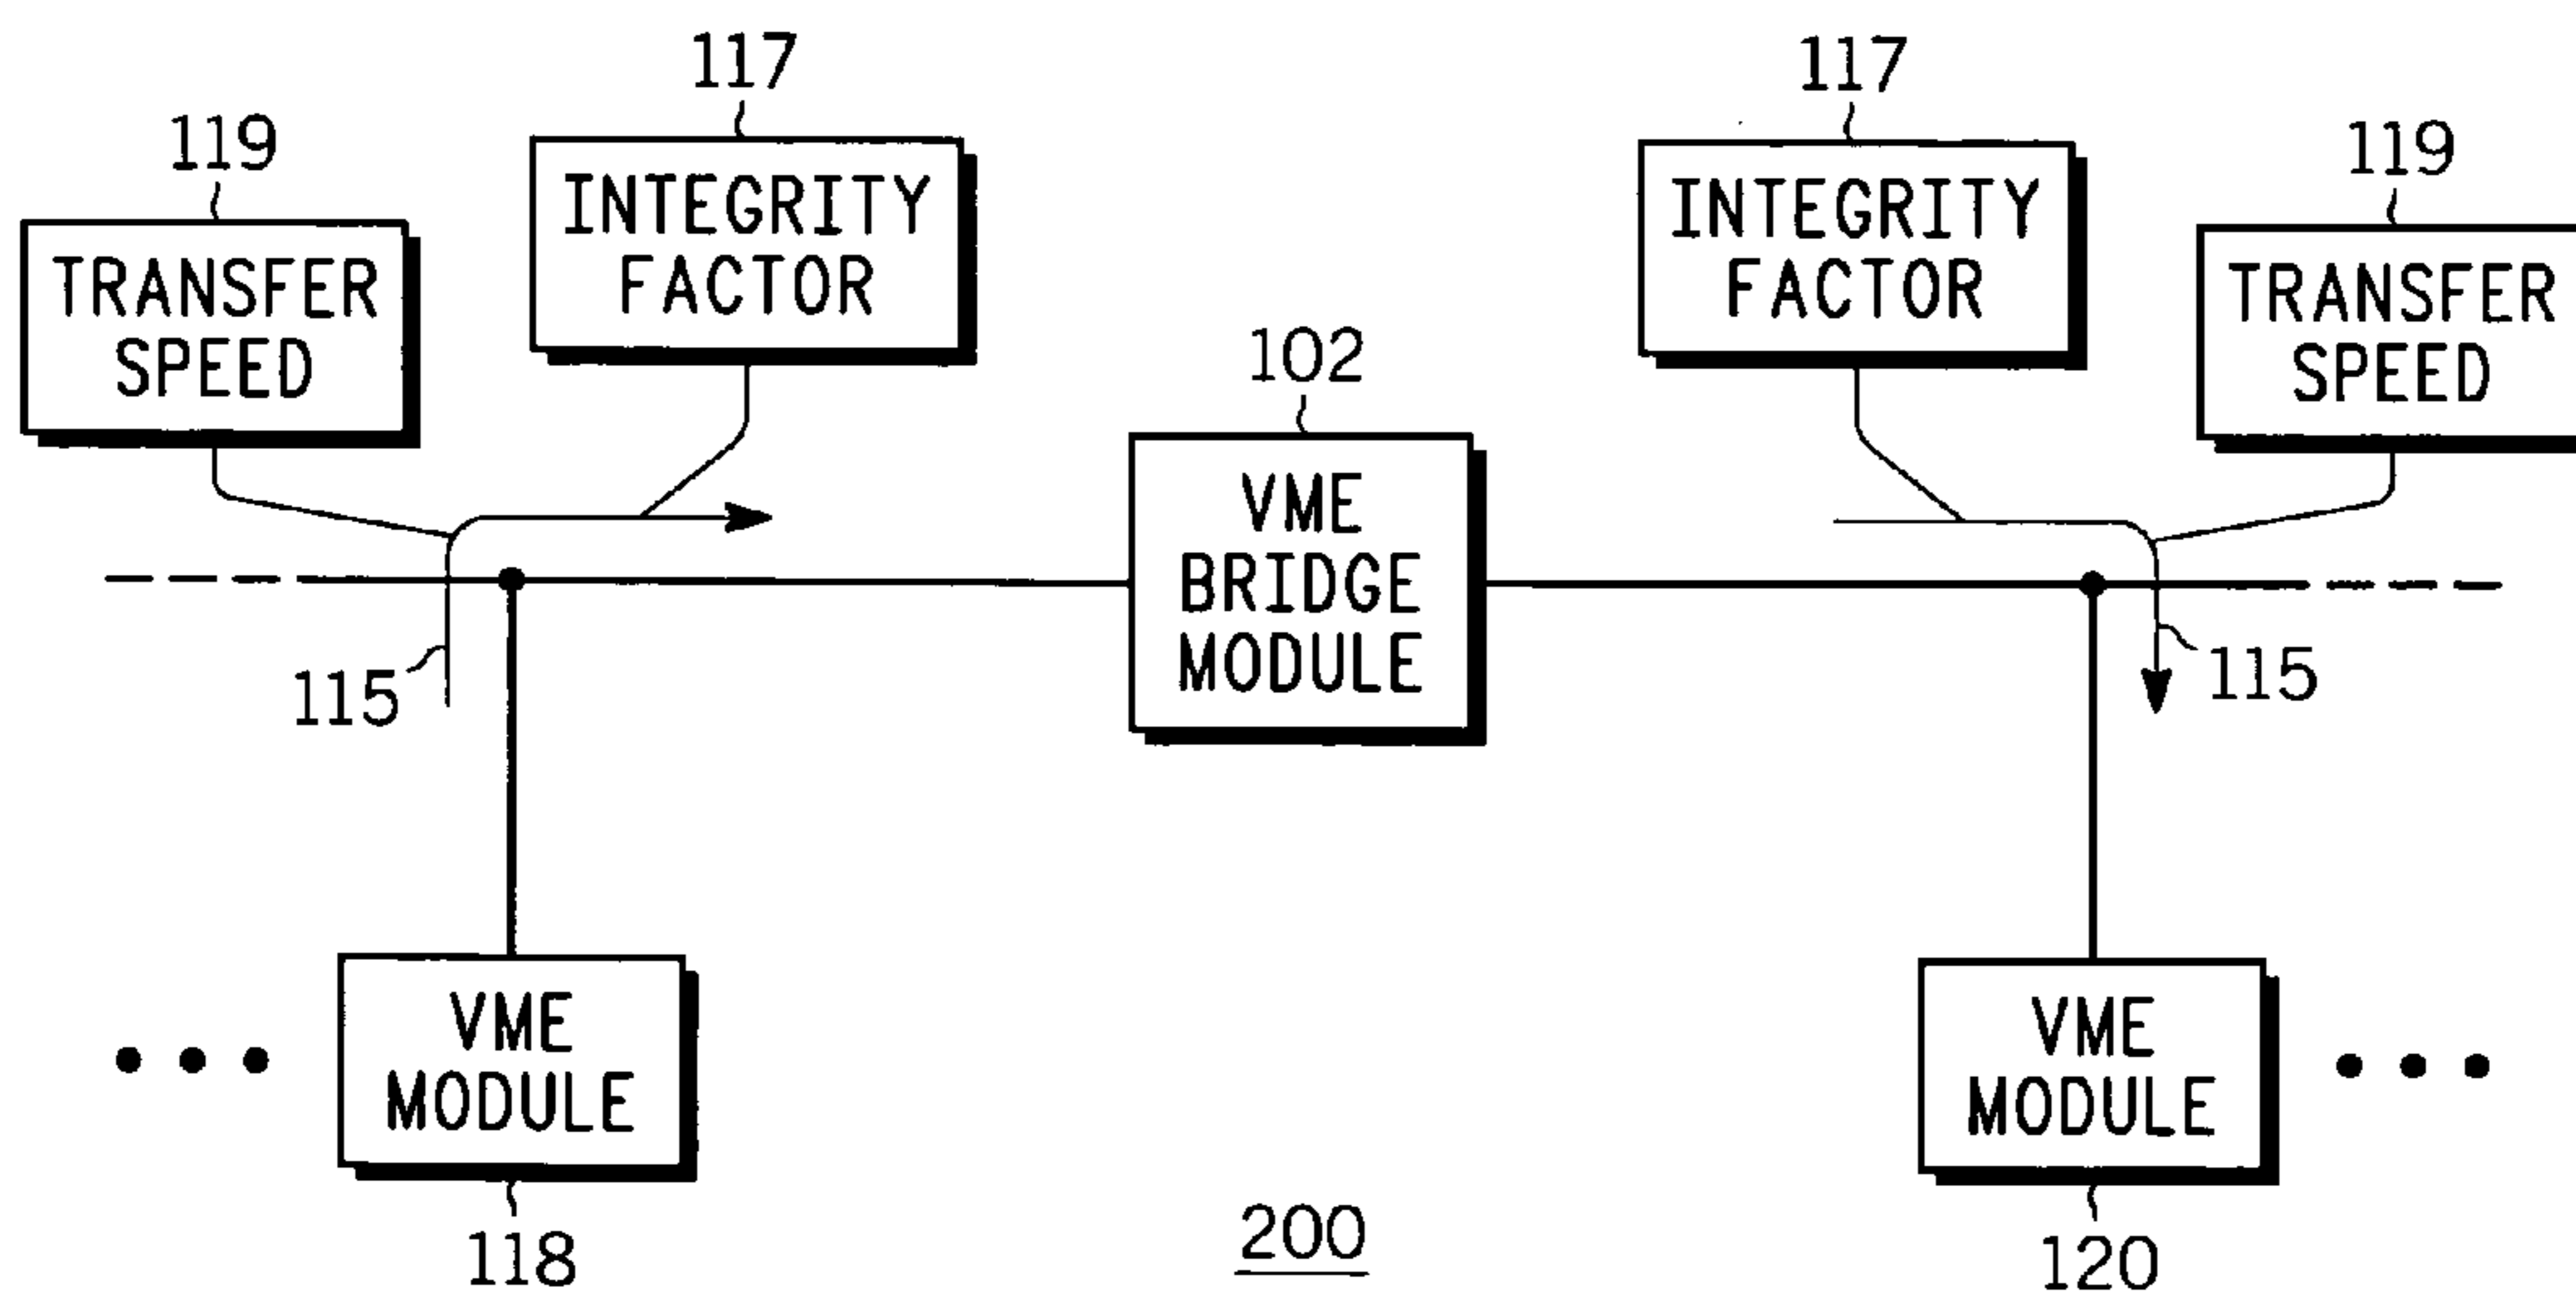 117
117
119
119
INTEGRITY
FACTOR
INTEGRITY
FACTOR
TRANSFER
SPEED
TRANSFER
SPEED
102
VME
BRIDGE
MODULE
115
115
VME
MODULE
VME
MODULE
118
200
120